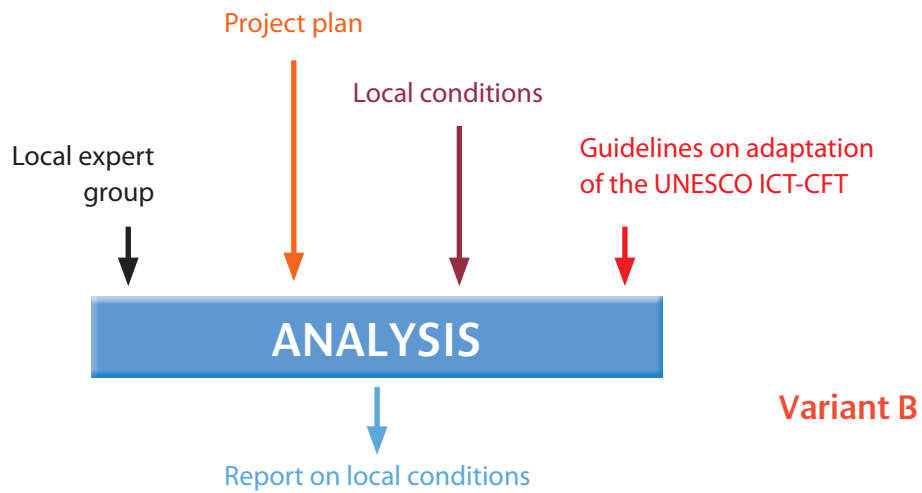 Project plan
Local conditions
Local expert
group
Guidelines on adaptation
of the UNESCO ICT-CFT
ANALYSIS
Variant B
Report on local conditions